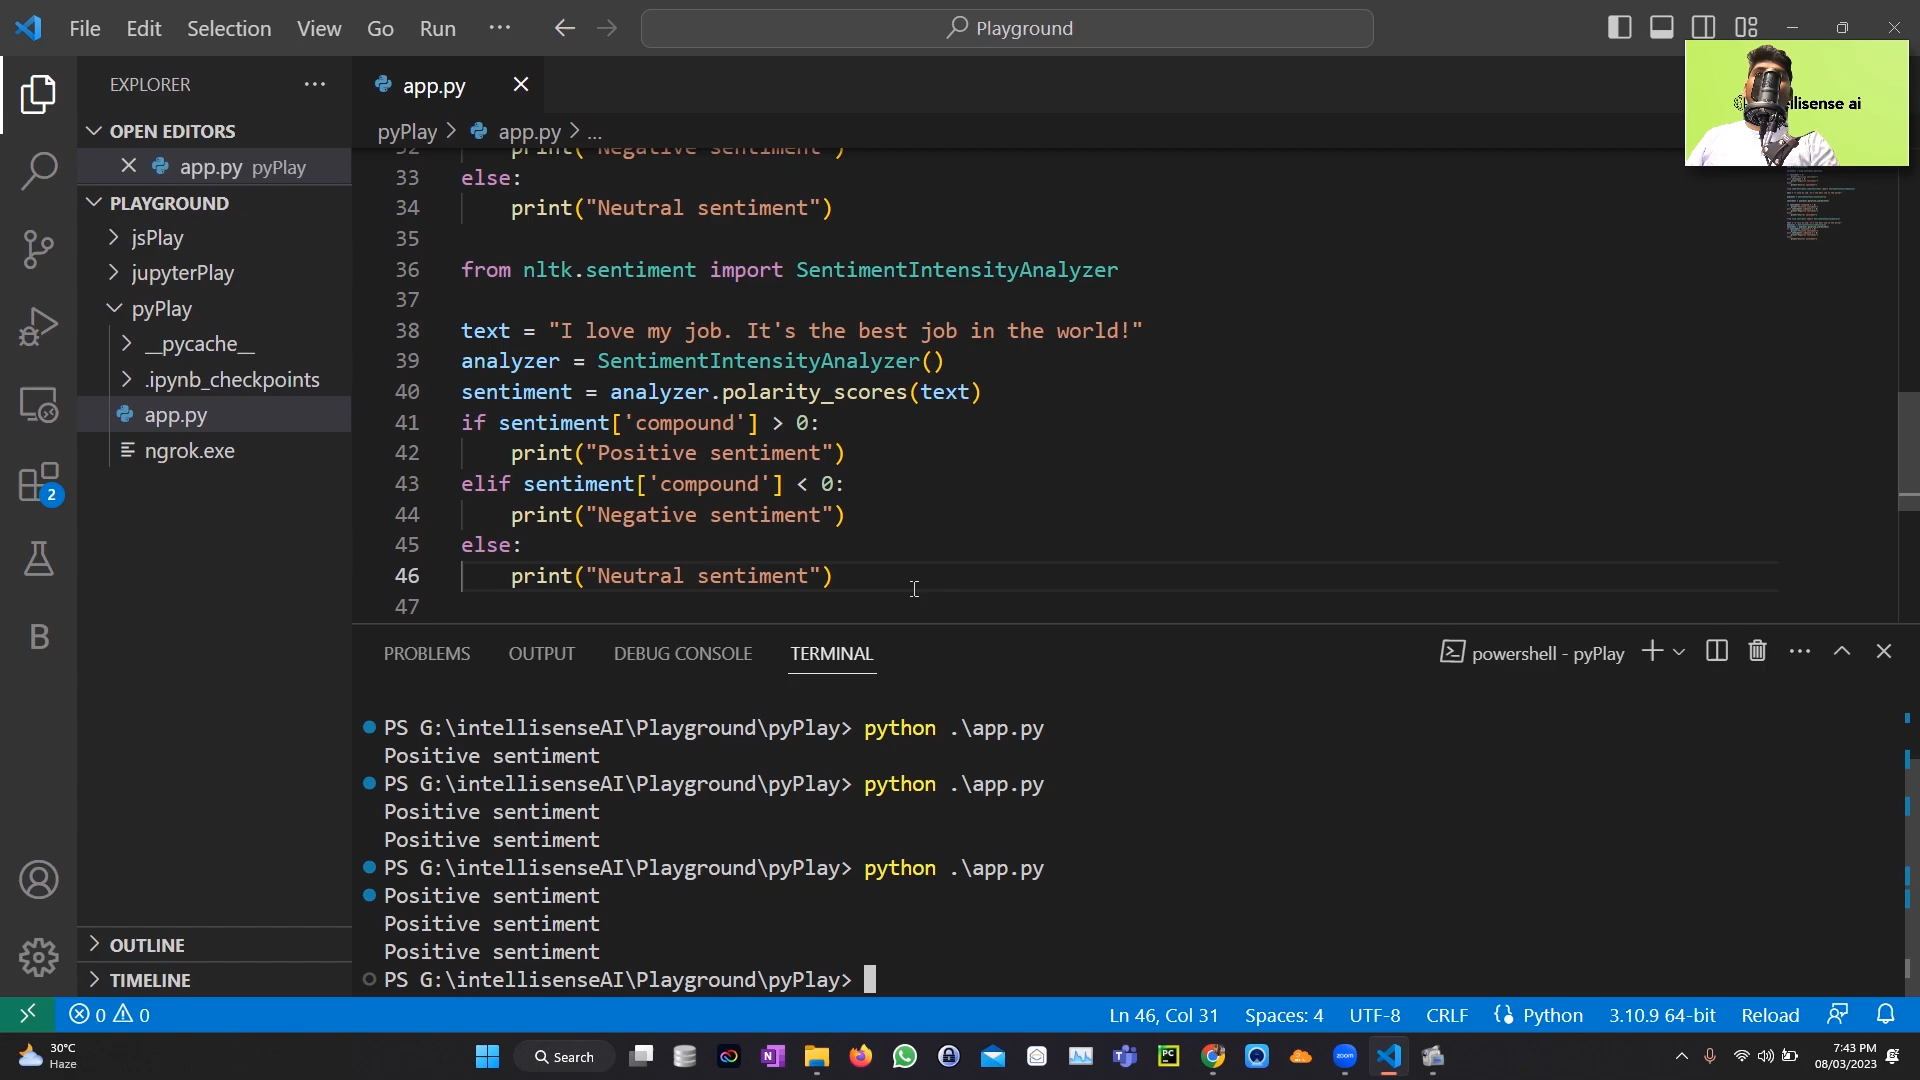 File Edit Selection View Go Run ···
Playground
EXPLORER ···
OPEN EDITORS
app.py pyPlay
PLAYGROUND
jsPlay
jupyterPlay
pyPlay
__pycache__
.ipynb_checkpoints
app.py
ngrok.exe
OUTLINE
TIMELINE
2
app.py
pyPlay > app.py > ...
llisense ai
32 print("Negative sentiment")
33 else:
34     print("Neutral sentiment")
35
36 from nltk.sentiment import SentimentIntensityAnalyzer
37
38 text = "I love my job. It's the best job in the world!"
39 analyzer = SentimentIntensityAnalyzer()
40 sentiment = analyzer.polarity_scores(text)
41 if sentiment['compound'] > 0:
42     print("Positive sentiment")
43 elif sentiment['compound'] < 0:
44     print("Negative sentiment")
45 else:
46     print("Neutral sentiment")
47
PROBLEMS OUTPUT DEBUG CONSOLE TERMINAL
powershell - pyPlay
PS G:\intellisenseAI\Playground\pyPlay> python .\app.py
Positive sentiment
PS G:\intellisenseAI\Playground\pyPlay> python .\app.py
Positive sentiment
Positive sentiment
PS G:\intellisenseAI\Playground\pyPlay> python .\app.py
Positive sentiment
Positive sentiment
Positive sentiment
PS G:\intellisenseAI\Playground\pyPlay>
0 0
Ln 46, Col 31 Spaces: 4 UTF-8 CRLF Python 3.10.9 64-bit Reload
30°C
Haze
Search
zoom
7:43 PM
08/03/2023